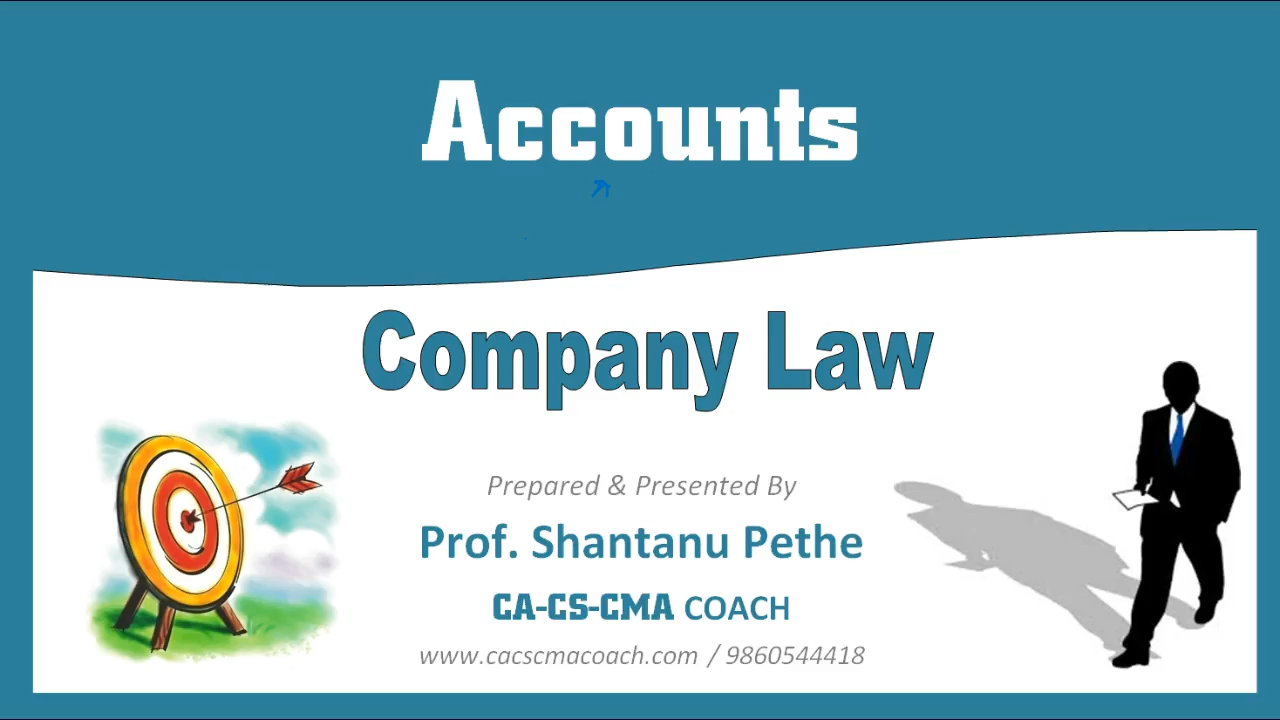 Accounts
Company Law
Prepared & Presented By
Prof. Shantanu Pethe
CA-CS-CMA COACH
www.cacscmacoach.com / 9860544418